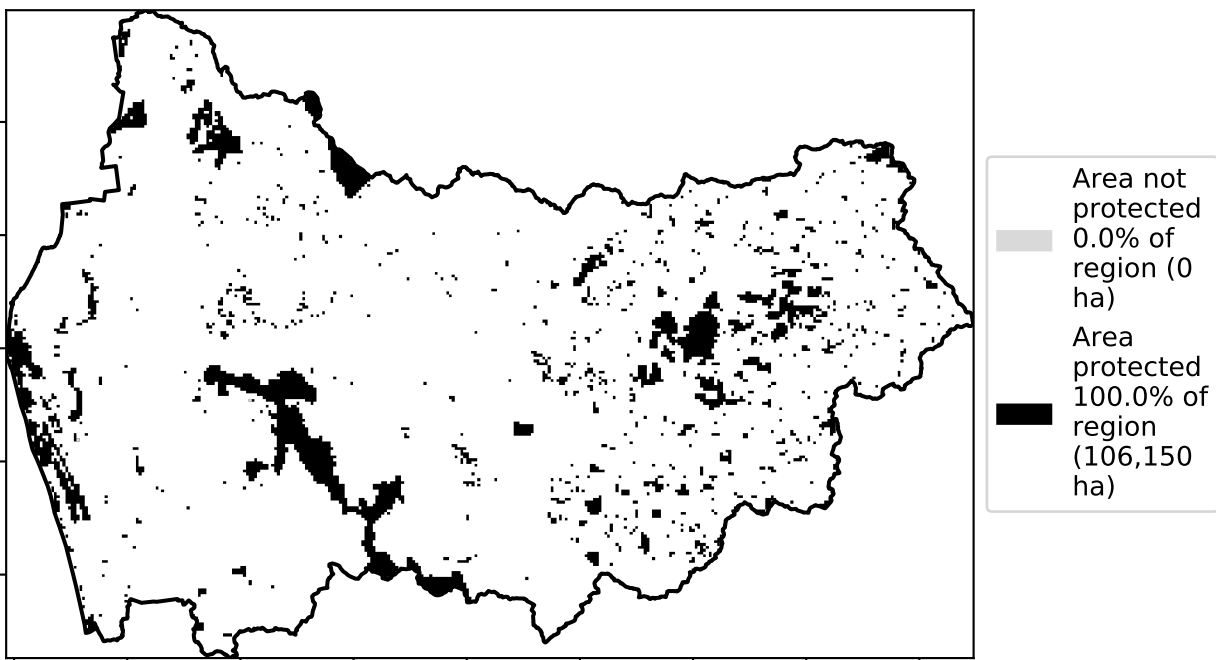 Area not
protected
0.0% of
region (0
ha)
Area
protected
100.0% of
region
(106,150
ha)